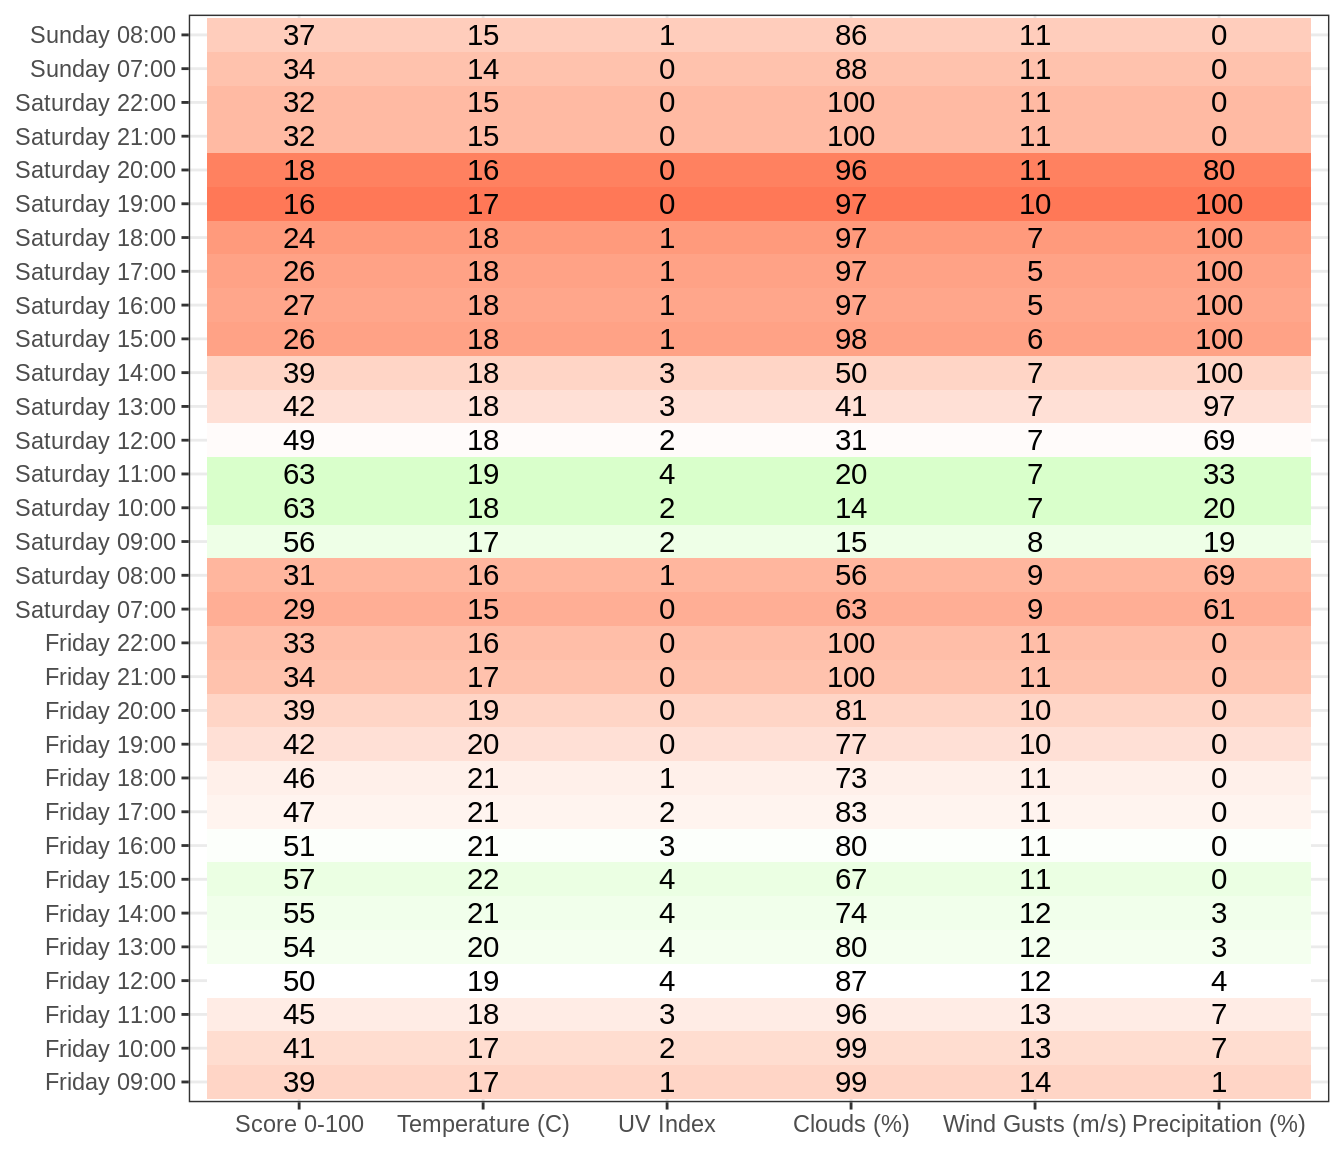 Sunday 08:00 37 15 1 86 11 0
Sunday 07:00 34 14 0 88 11 0
Saturday 22:00 32 15 0 100 11 0
Saturday 21:00 32 15 0 100 11 0
Saturday 20:00 18 16 0 96 11 80
Saturday 19:00 16 17 0 97 10 100
Saturday 18:00 24 18 1 97 7 100
Saturday 17:00 26 18 1 97 5 100
Saturday 16:00 27 18 1 97 5 100
Saturday 15:00 26 18 1 98 6 100
Saturday 14:00 39 18 3 50 7 100
Saturday 13:00 42 18 3 41 7 97
Saturday 12:00 49 18 2 31 7 69
Saturday 11:00 63 19 4 20 7 33
Saturday 10:00 63 18 2 14 7 20
Saturday 09:00 56 17 2 15 8 19
Saturday 08:00 31 16 1 56 9 69
Saturday 07:00 29 15 0 63 9 61
Friday 22:00 33 16 0 100 11 0
Friday 21:00 34 17 0 100 11 0
Friday 20:00 39 19 0 81 10 0
Friday 19:00 42 20 0 77 10 0
Friday 18:00 46 21 1 73 11 0
Friday 17:00 47 21 2 83 11 0
Friday 16:00 51 21 3 80 11 0
Friday 15:00 57 22 4 67 11 0
Friday 14:00 55 21 4 74 12 3
Friday 13:00 54 20 4 80 12 3
Friday 12:00 50 19 4 87 12 4
Friday 11:00 45 18 3 96 13 7
Friday 10:00 41 17 2 99 13 7
Friday 09:00 39 17 1 99 14 1
Score 0-100 Temperature (C) UV Index Clouds (%) Wind Gusts (m/s) Precipitation (%)